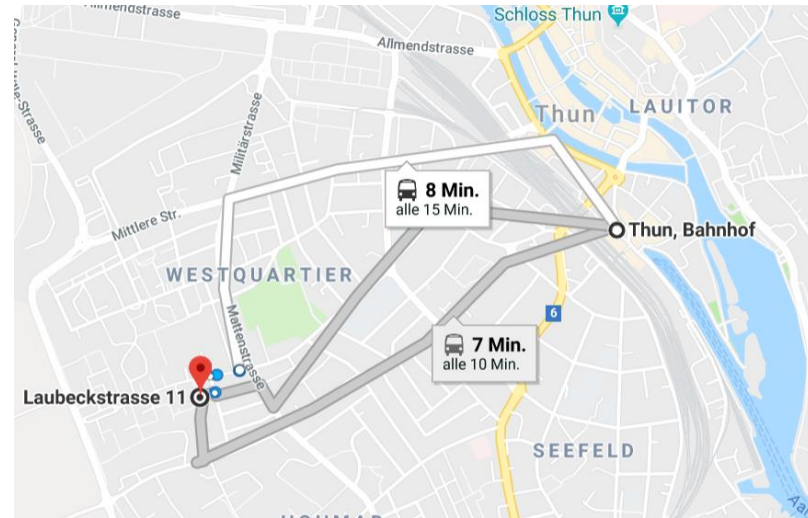 Allmendstrasse
Schloss Thun
Allmendstrasse
Thun
LAUITOR
Militärstrasse
8 Min.
alle 15 Min.
Mittlere Str.
Thun, Bahnhof
WESTQUARTIER
6
Mattenstrasse
7 Min.
alle 10 Min.
Laubeckstrasse 11
SEEFELD